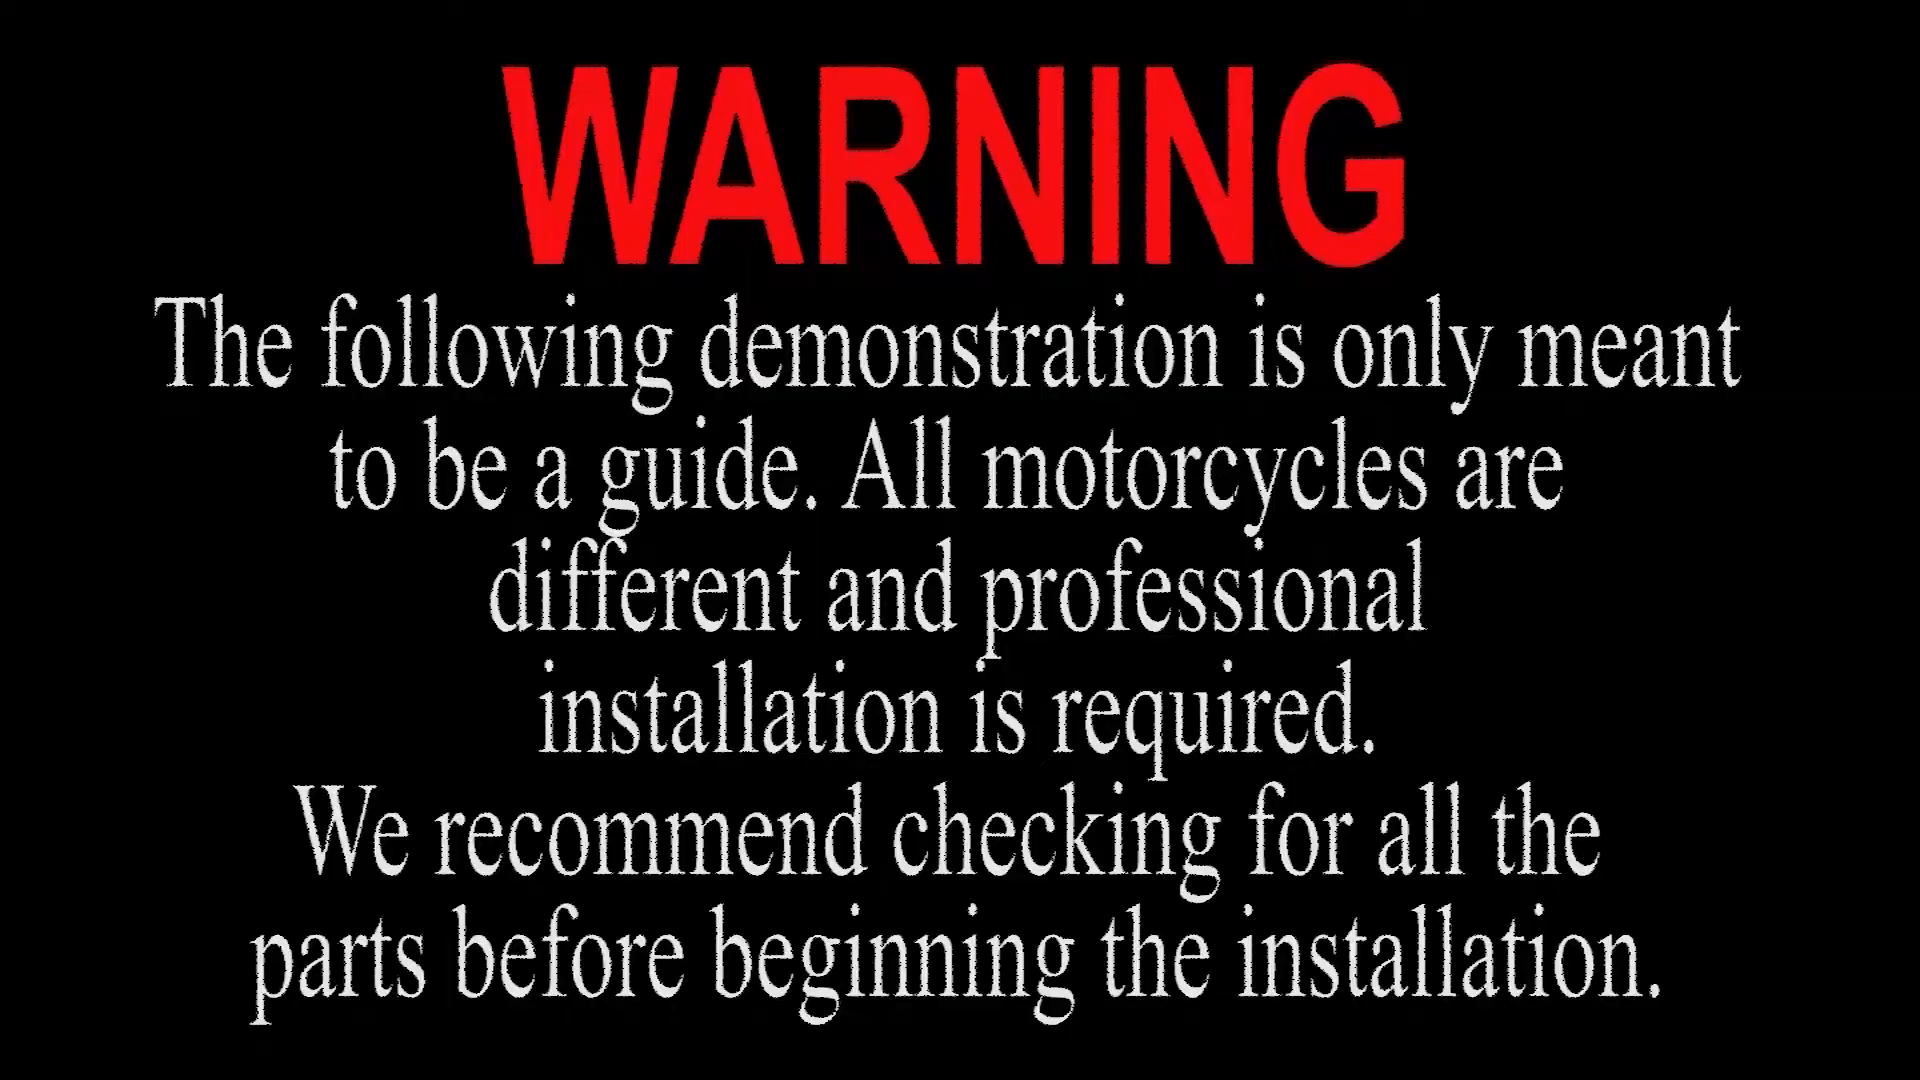 WARNING
The following demonstration is only meant
to be a guide. All motorcycles are
different and professional
installation is required.
We recommend checking for all the
parts before beginning the installation.